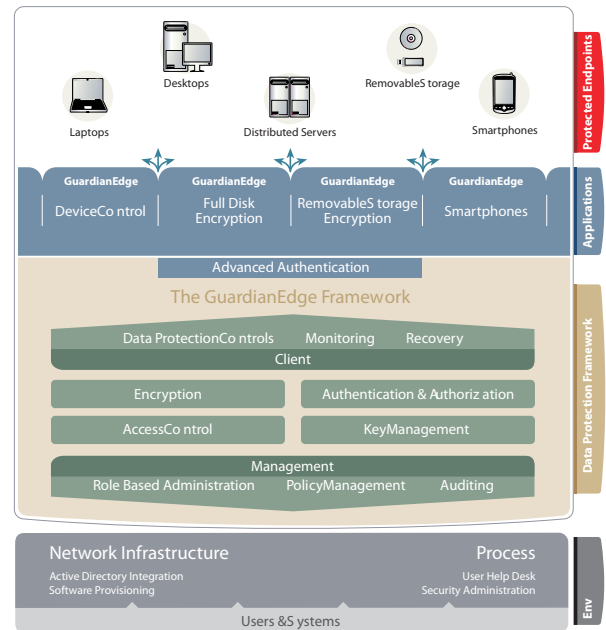 Desktops
RemovableS torage
Laptops
Distributed Servers
Smartphones
Protected Endpoints
GuardianEdge
DeviceCo ntrol
GuardianEdge
Full Disk
Encryption
GuardianEdge
RemovableS torage
Encryption
GuardianEdge
Smartphones
Applications
Advanced Authentication
The GuardianEdge Framework
Data ProtectionCo ntrols Monitoring Recovery
Client
Encryption
Authentication & Authoriz ation
AccessCo ntrol
KeyManagement
Management
Role Based Administration PolicyManagement Auditing
Data Protection Framework
Network Infrastructure
Active Directory Integration
Software Provisioning
Process
User Help Desk
Security Administration
Users &S ystems
Env